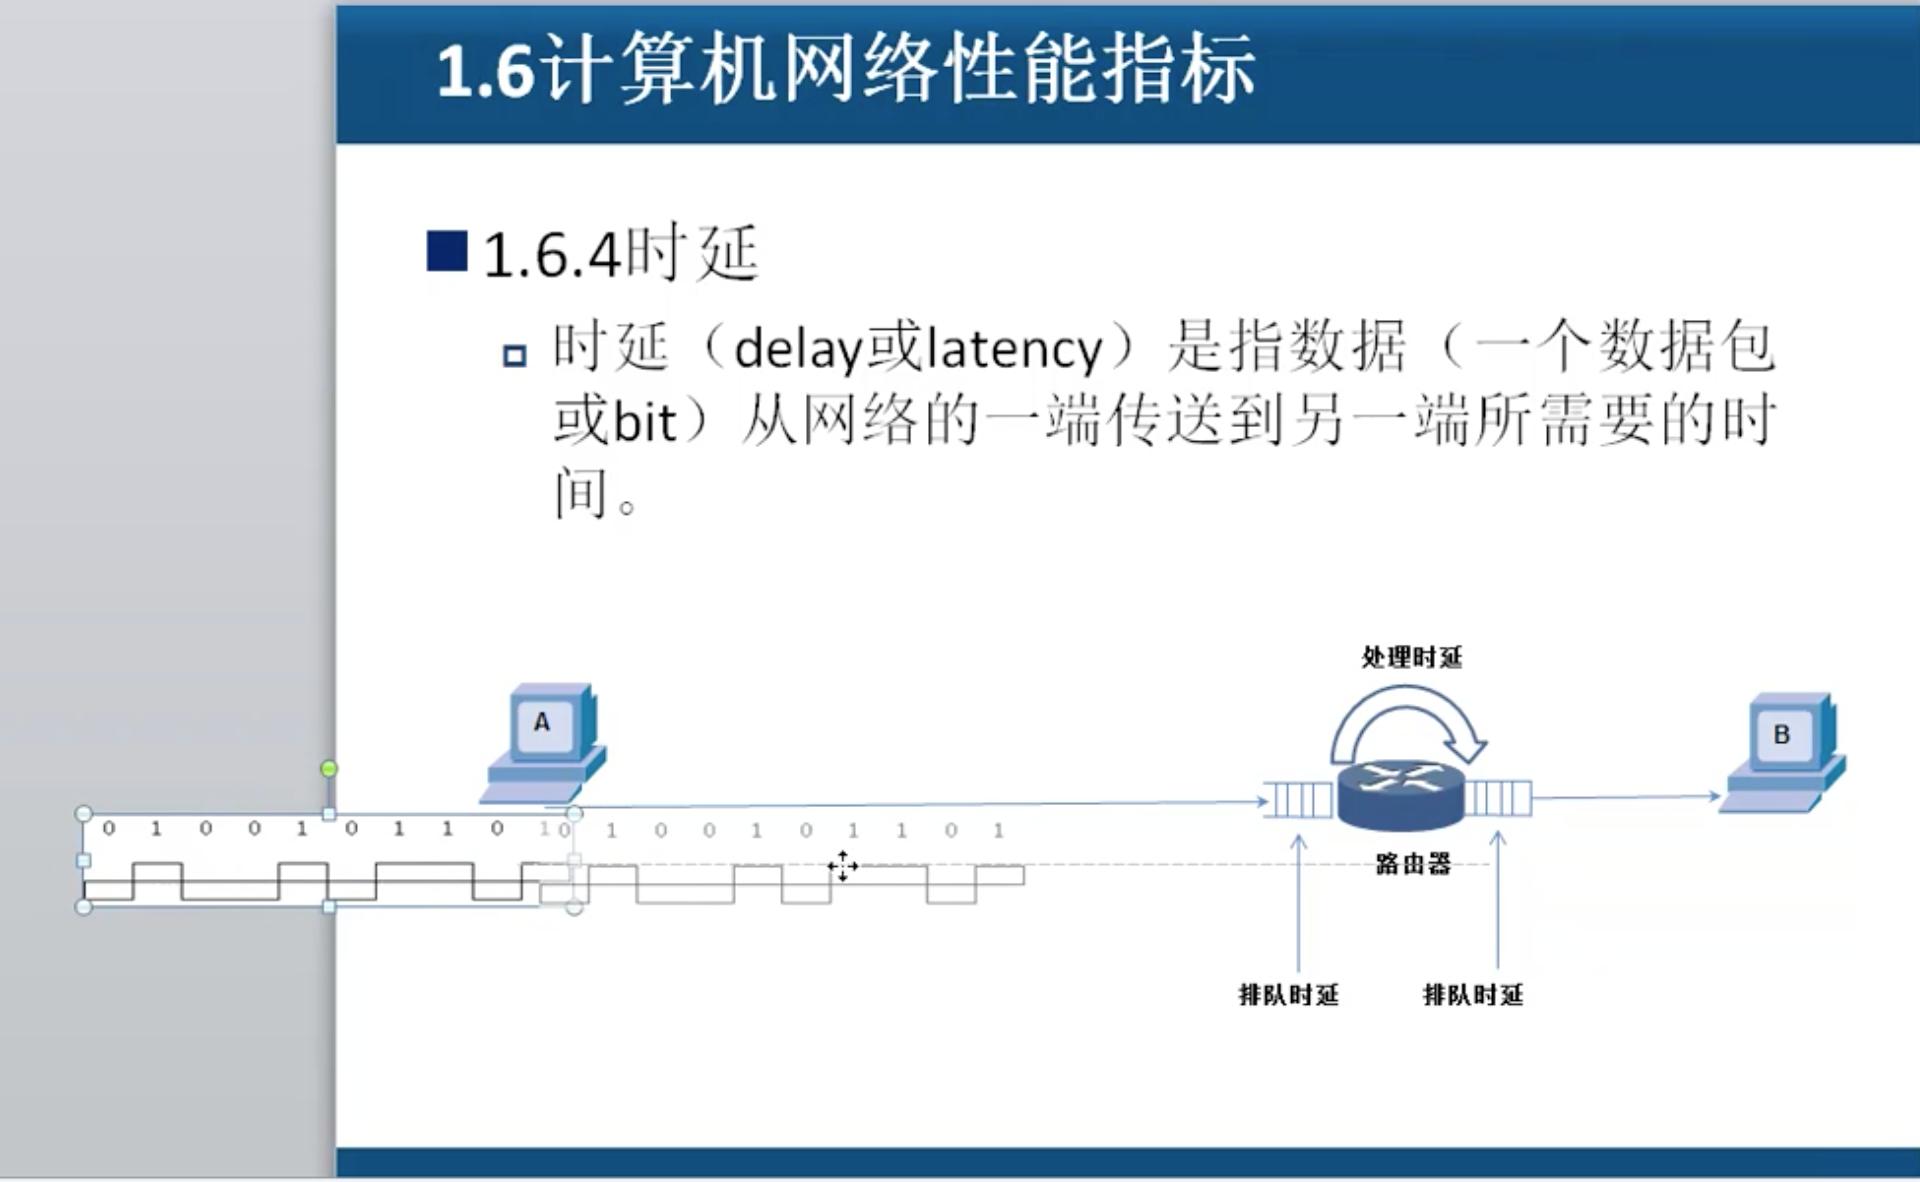 1.6计算机网络性能指标
1.6.4时延
时延（delay或latency）是指数据（一个数据包
或bit）从网络的一端传送到另一端所需要的时
间。
处理时延
A
B
0 1 0 0 1 0 1 1 0 1
0 1 0 0 1 0 1 1 0 1
路由器
排队时延 排队时延